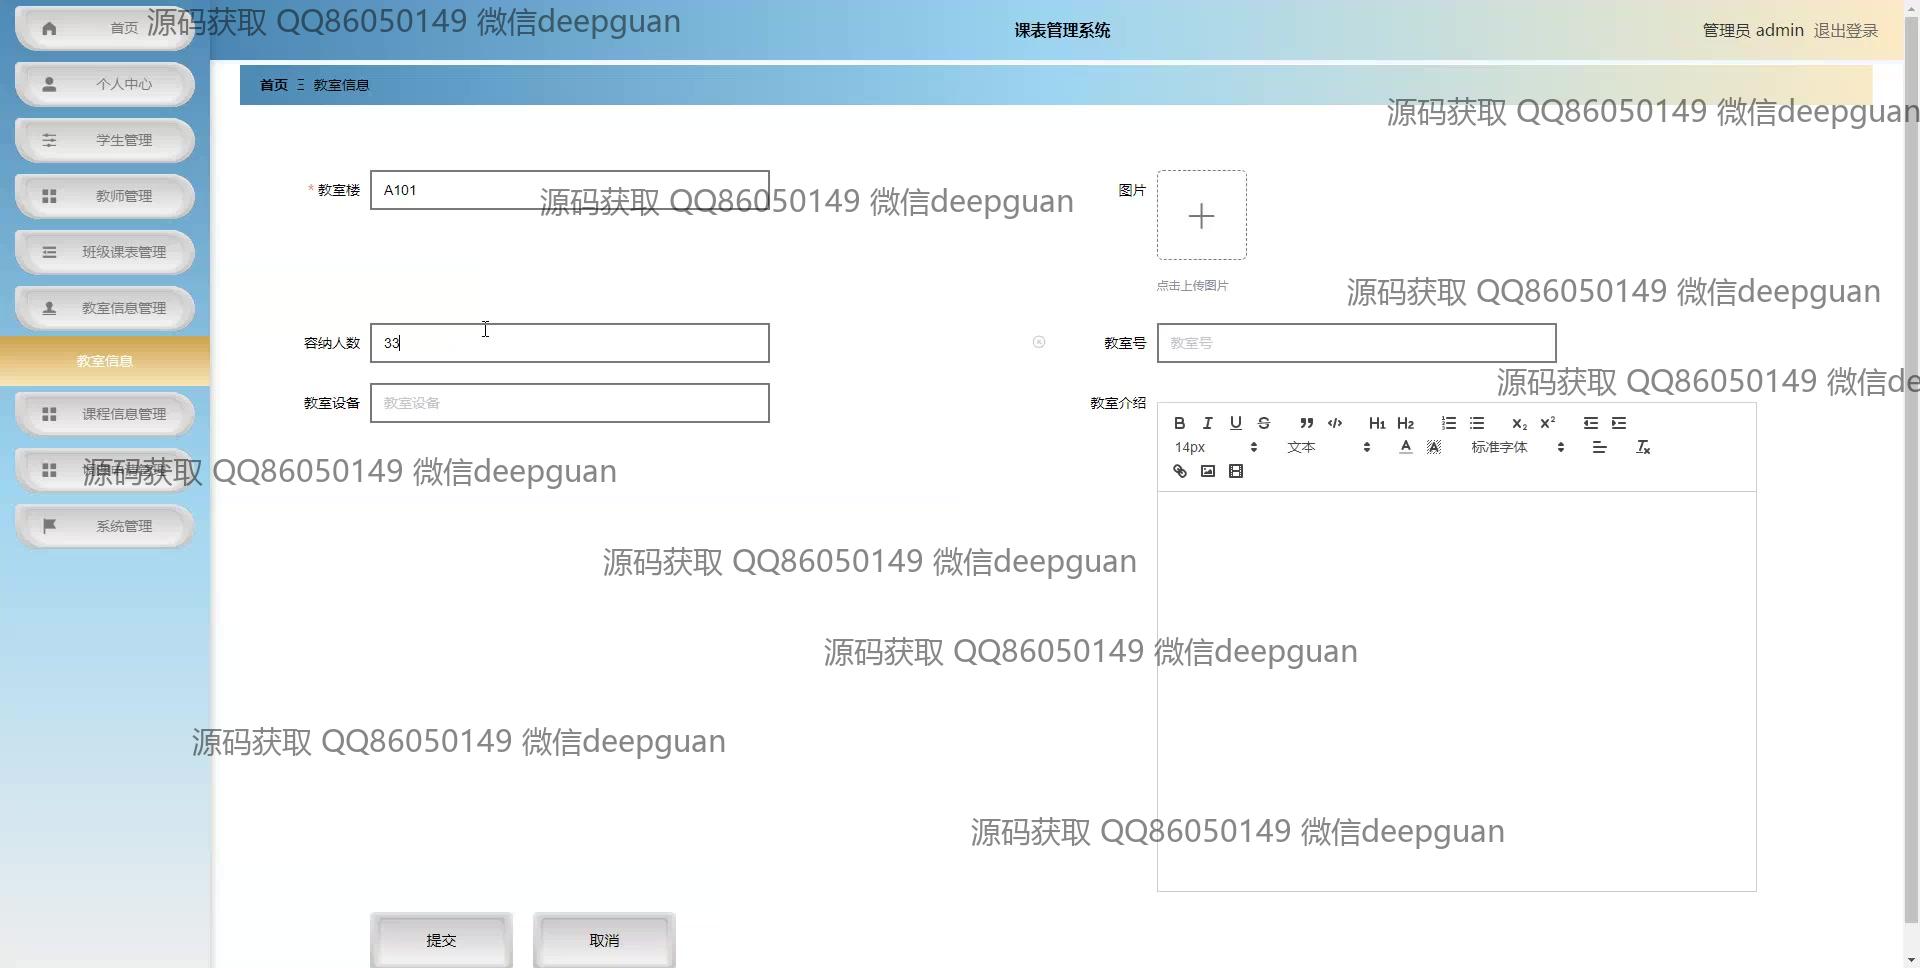 首页
源码获取 QQ86050149 微信deepguan
课表管理系统
管理员 admin 退出登录
个人中心
首页 Ξ 教室信息
源码获取 QQ86050149 微信deepguan
学生管理
教师管理
* 教室楼 A101
源码获取 QQ86050149 微信deepguan
图片
班级课表管理
点击上传图片
源码获取 QQ86050149 微信deepguan
教室信息管理
容纳人数 33
教室号 教室号
教室信息
源码获取 QQ86050149 微信de
教室设备 教室设备
教室介绍
课程信息管理
B I U S H1 H2 x₂ x²
14px 文本 A A 标准字体 Tx
源码获取 QQ86050149 微信deepguan
系统管理
源码获取 QQ86050149 微信deepguan
源码获取 QQ86050149 微信deepguan
源码获取 QQ86050149 微信deepguan
源码获取 QQ86050149 微信deepguan
提交 取消